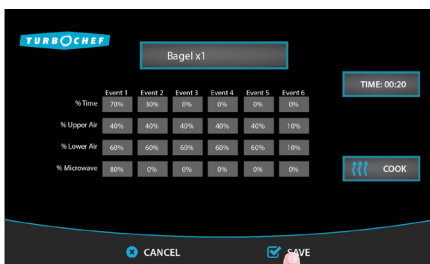 TURBOCHEF
Bagel x1
TIME: 00:20
Event 1 Event 2 Event 3 Event 4 Event 5 Event 6
% Time 70% 30% 0% 0% 0% 0%
% Upper Air 40% 40% 40% 40% 40% 10%
% Lower Air 60% 60% 60% 60% 60% 10%
% Microwave 80% 0% 0% 0% 0% 0%
COOK
CANCEL
SAVE